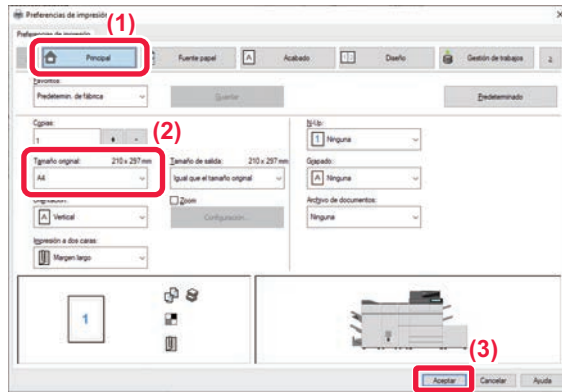 Preferencias de impresión
(1)
Preferencias de impresión
Principal
Fuente papel
Acabado
Diseño
Gestión de trabajos
Favoritos:
Predetermin. de fábrica
Guardar
Predeterminado
Copias:
1
(2)
N-Up:
1 Ninguna
Tamaño original: 210 x 297 mm
A4
Tamaño de salida: 210 x 297 mm
Igual que el tamaño original
Grapado:
Ninguna
Orientación:
A Vertical
Zoom
Configuración...
Archivo de documentos:
Ninguna
Impresión a dos caras:
Margen largo
1
(3)
Aceptar
Cancelar
Ayuda